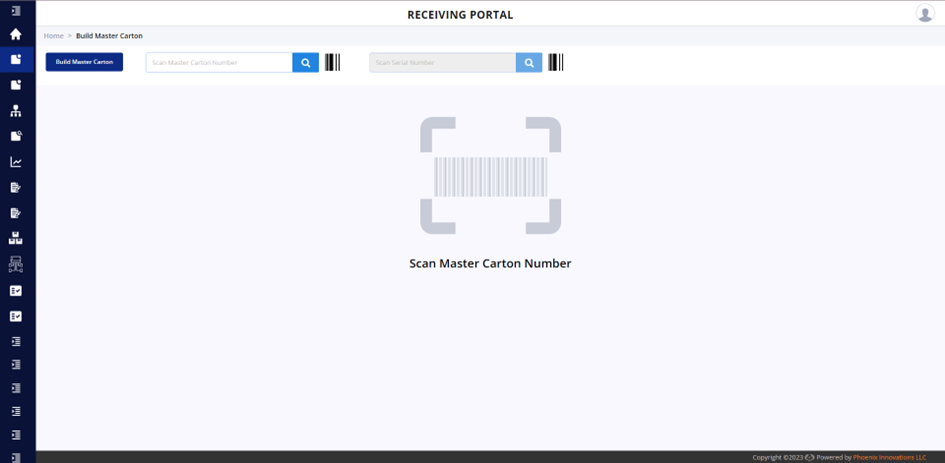 RECEIVING PORTAL
Home > Build Master Carton
Build Master Carton
Scan Master Carton Number
Scan Serial Number
Scan Master Carton Number
Copyright ©2023 Powered by Phoenix Innovations LLC